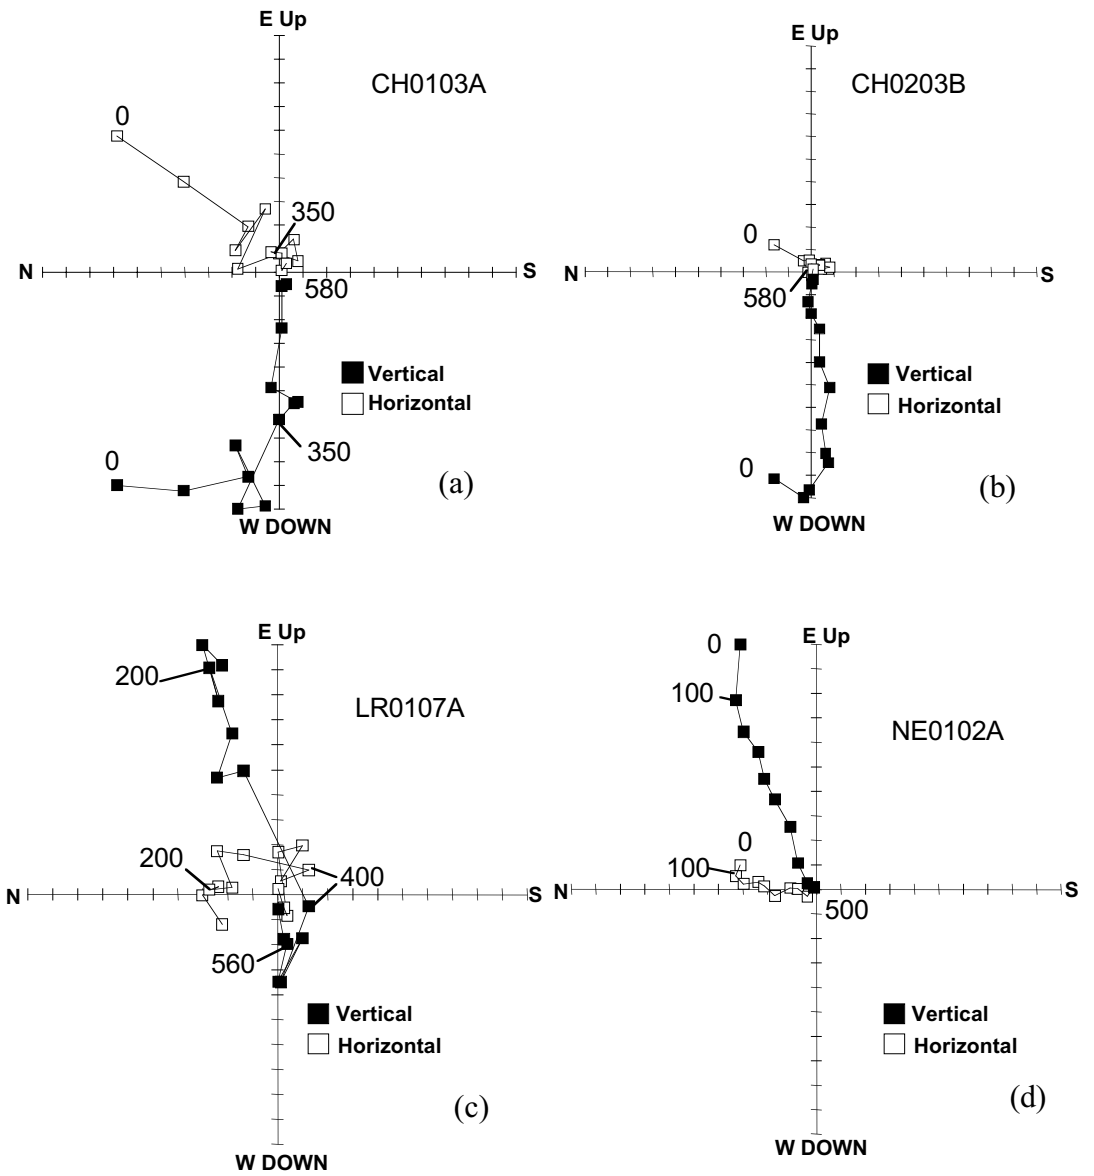 E Up
CH0103A
0
350
N
S
580
Vertical
Horizontal
350
0
(a)
W DOWN
E Up
CH0203B
0
N
S
580
Vertical
Horizontal
0
(b)
W DOWN
E Up
200
LR0107A
200
400
N
S
560
Vertical
Horizontal
(c)
W DOWN
E Up
0
100
NE0102A
0
100
N
S
500
Vertical
Horizontal
(d)
W DOWN